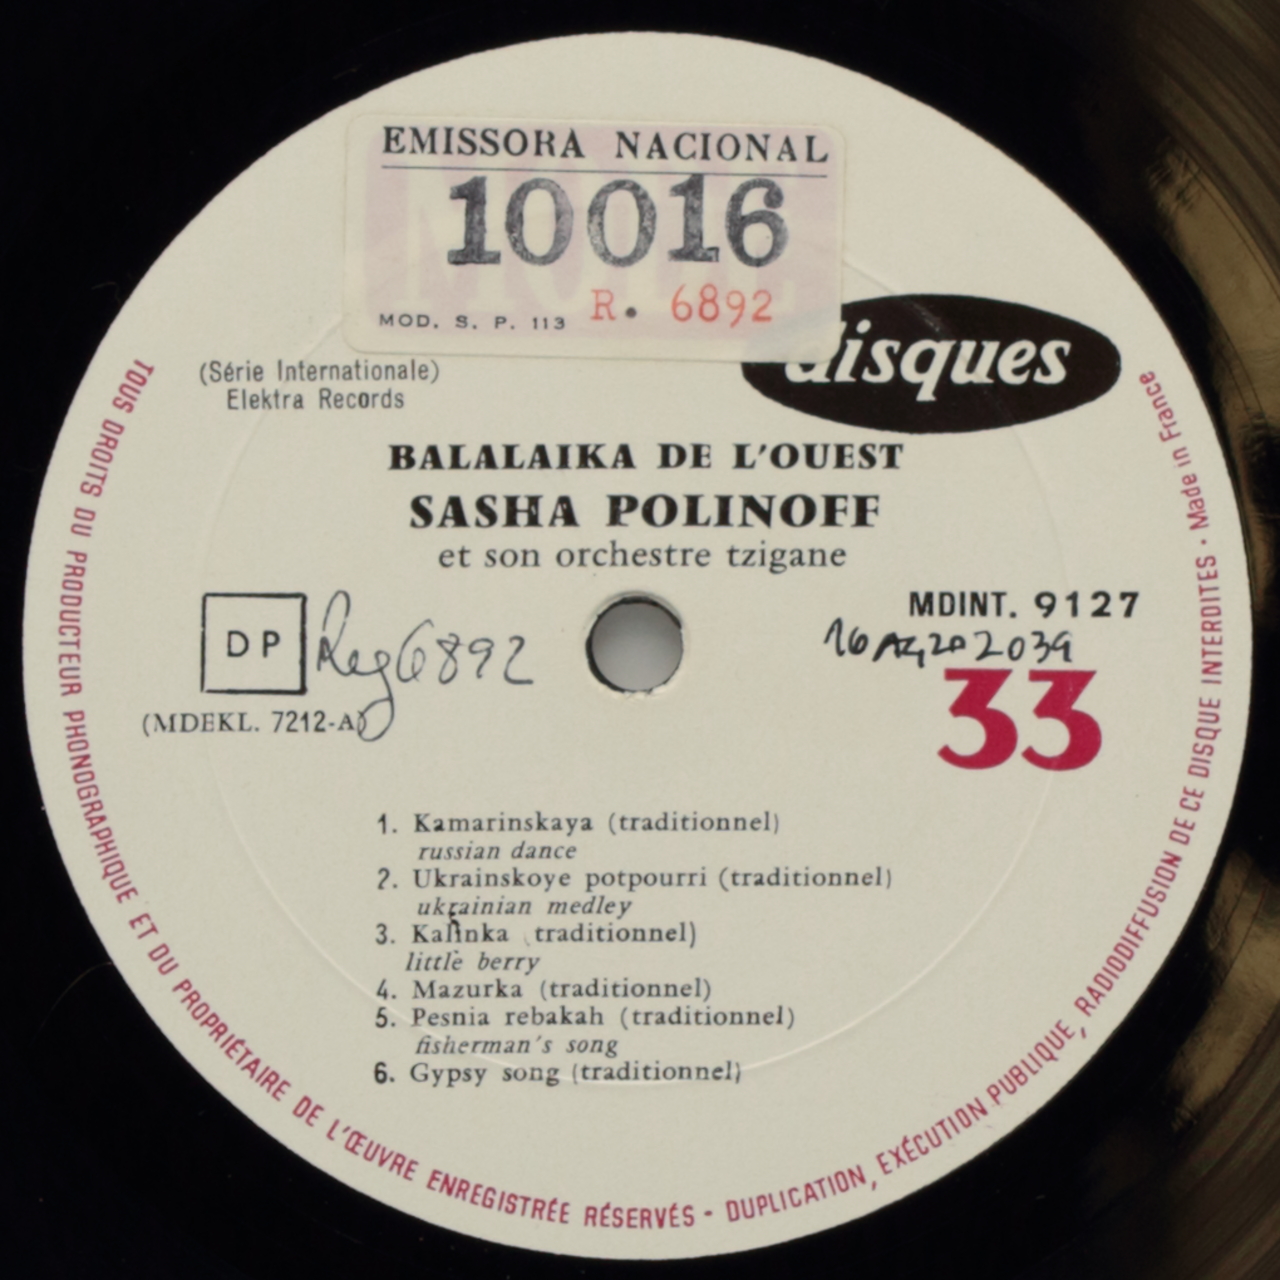 EMISSORA NACIONAL
10016
R. 6892
MOD. S. P. 113
disques
(Série Internationale)
Elektra Records
BALALAIKA DE L'OUEST
SASHA POLINOFF
et son orchestre tzigane
DP
Reg 6892
MDINT. 9127
33
(MDEKL. 7212-A)
1. Kamarinskaya (traditionnel)
russian dance
2. Ukrainskoye potpourri (traditionnel)
ukrainian medley
3. Kalinka (traditionnel)
little berry
4. Mazurka (traditionnel)
5. Pesnia rebakah (traditionnel)
fisherman's song
6. Gypsy song (traditionnel)
TOUS DROITS DU PRODUCTEUR PHONOGRAPHIQUE ET DU PROPRIÉTAIRE DE L'ŒUVRE ENREGISTRÉE RÉSERVÉS - DUPLICATION, EXÉCUTION PUBLIQUE, RADIODIFFUSION DE CE DISQUE INTERDITES - Made in France